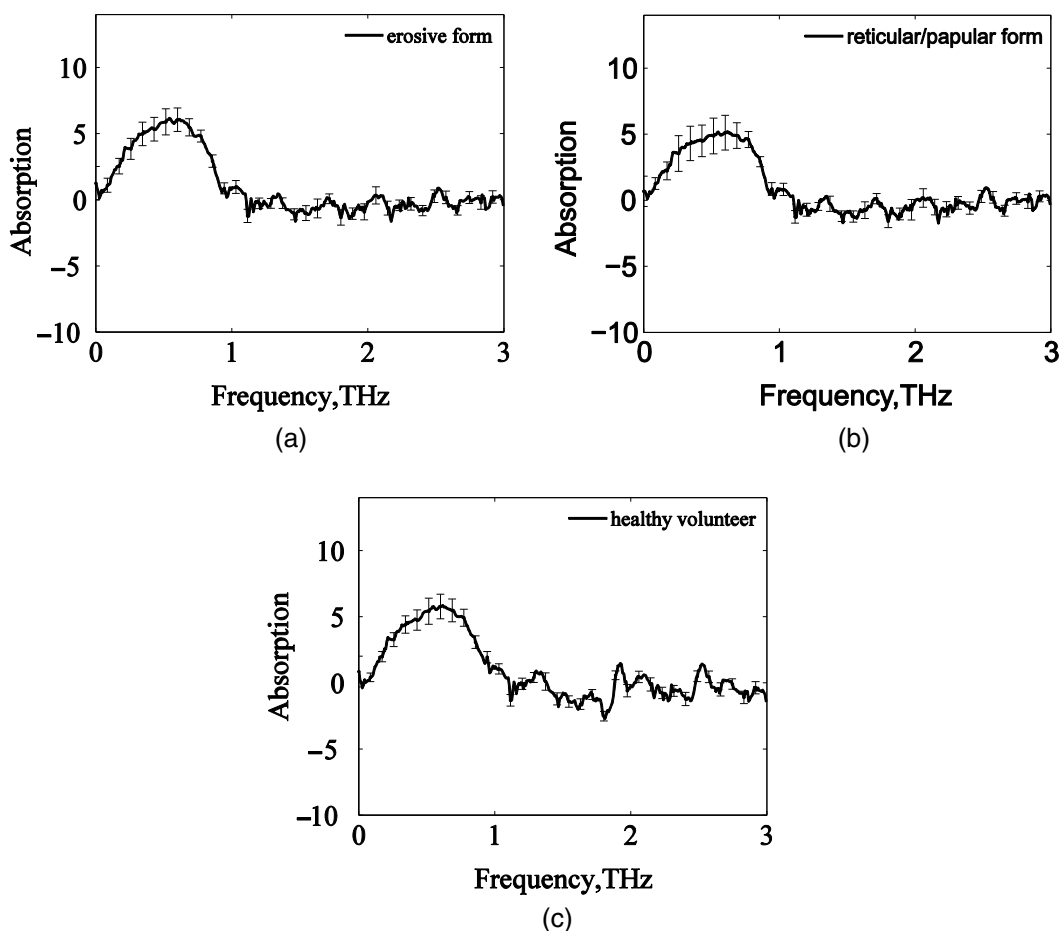 erosive form
10
5
0
−5
−10
Absorption
0 1 2 3
Frequency,THz
(a)
reticular/papular form
10
5
0
−5
−10
Absorption
0 1 2 3
Frequency,THz
(b)
healthy volunteer
10
5
0
−5
−10
Absorption
0 1 2 3
Frequency,THz
(c)